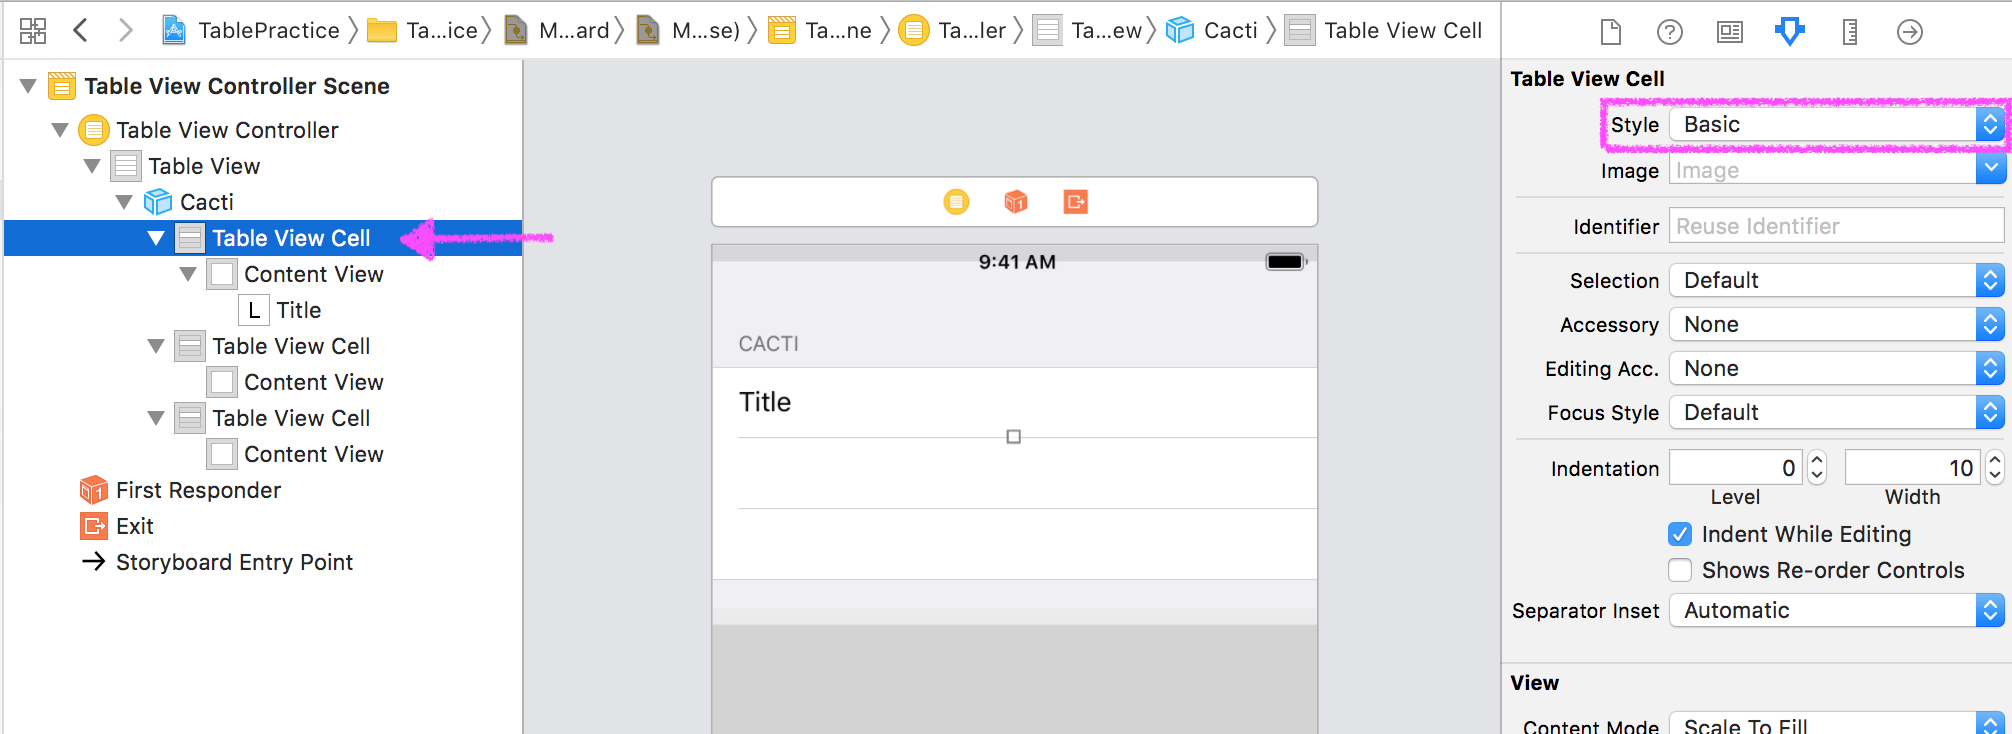 TablePractice Ta...ice M...ard M...se) Ta...ne Ta...ler Ta...ew Cacti Table View Cell
Table View Controller Scene
Table View Controller
Table View
Cacti
Table View Cell
Content View
L Title
Table View Cell
Content View
Table View Cell
Content View
First Responder
Exit
Storyboard Entry Point
9:41 AM
CACTI
Title
Table View Cell
Style Basic
Image Image
Identifier Reuse Identifier
Selection Default
Accessory None
Editing Acc. None
Focus Style Default
Indentation 0 10
Level Width
Indent While Editing
Shows Re-order Controls
Separator Inset Automatic
View
Content Mode Scale To Fill